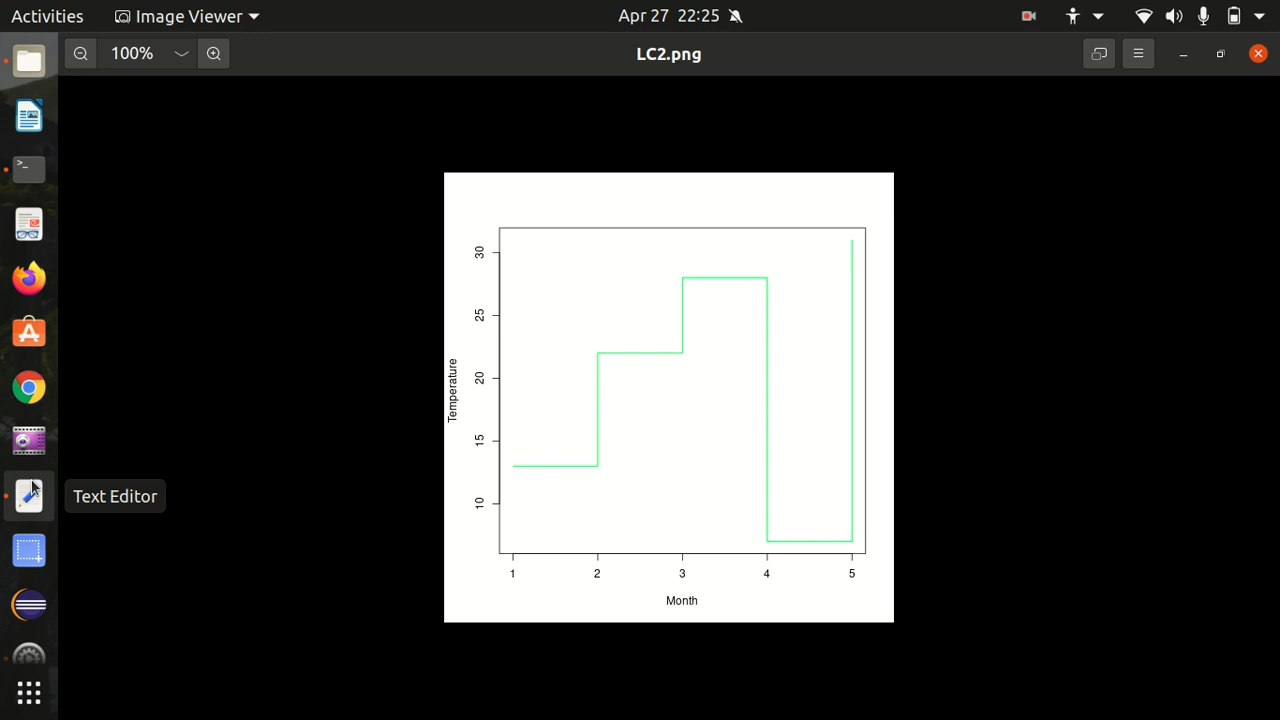 Activities
Image Viewer
Apr 27 22:25
100%
LC2.png
Text Editor
30
25
20
15
10
Temperature
1 2 3 4 5
Month